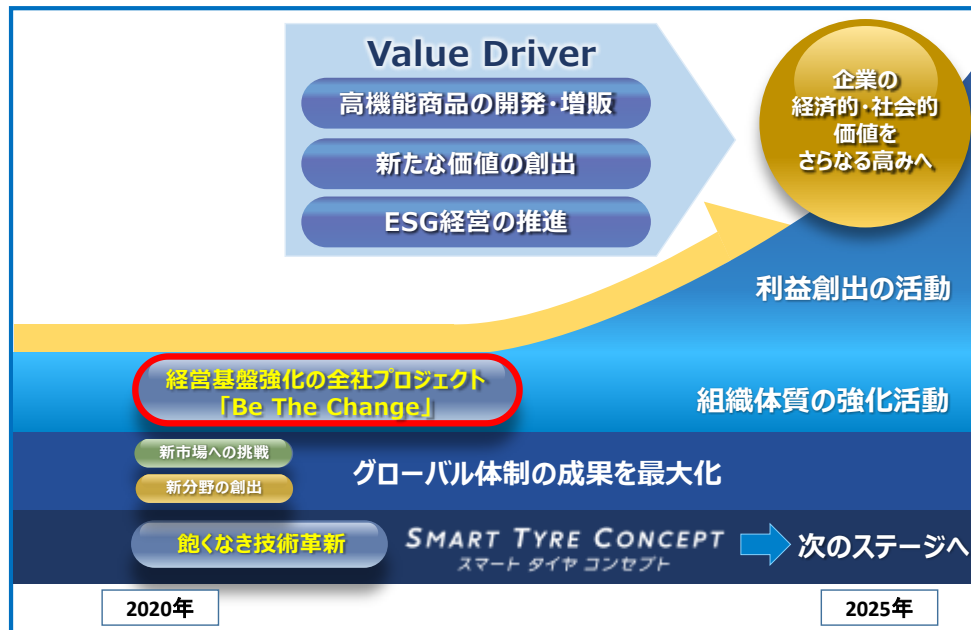 Value Driver
高機能商品の開発・増販
新たな価値の創出
ESG経営の推進
企業の
経済的・社会的
価値を
さらなる高みへ
利益創出の活動
経営基盤強化の全社プロジェクト
「Be The Change」
組織体質の強化活動
新市場への挑戦
新分野の創出
グローバル体制の成果を最大化
飽くなき技術革新
SMART TYRE CONCEPT
スマート タイヤ コンセプト
次のステージへ
2020年
2025年